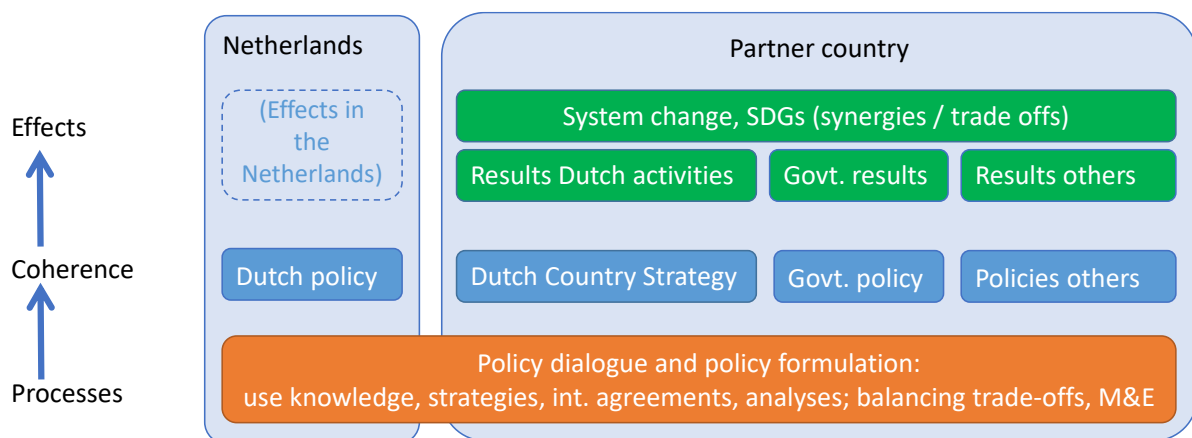 Netherlands
Partner country
Effects
(Effects in
the
Netherlands)
System change, SDGs (synergies / trade offs)
Results Dutch activities
Govt. results
Results others
Coherence
Dutch policy
Dutch Country Strategy
Govt. policy
Policies others
Processes
Policy dialogue and policy formulation:
use knowledge, strategies, int. agreements, analyses; balancing trade-offs, M&E